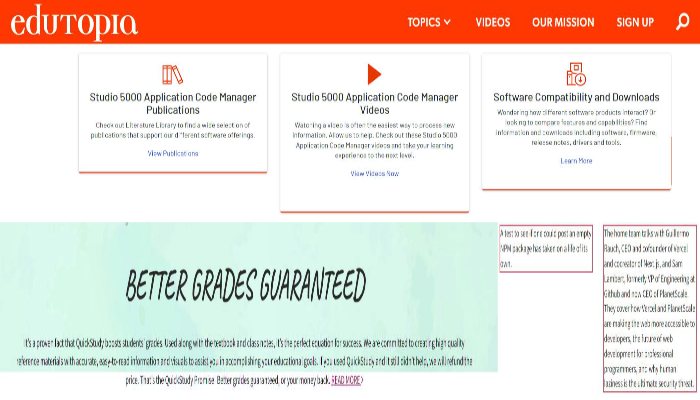 edutopia
TOPICS
VIDEOS
OUR MISSION
SIGN UP
Studio 5000 Application Code Manager
Publications
Check out Literature Library to find a wide selection of
publications that support our different software offerings.
View Publications
Studio 5000 Application Code Manager
Videos
Watching a video is often the easiest way to process new
information. Allow us to help. Check out these Studio 5000
Application Code Manager videos and take your learning
experience to the next level.
View Videos Now
Software Compatibility and Downloads
Wondering how different software products interact? Or
looking to compare features and capabilities? Find
information and downloads including software, firmware,
release notes, drivers and tools.
Learn More
BETTER GRADES GUARANTEED
It's a proven fact that QuickStudy boosts students' grades. Used along with the textbook and class notes, it's the perfect equation for success. We are committed to creating high quality
reference materials with accurate, easy-to-read information and visuals to assist you in accomplishing your educational goals. If you used QuickStudy and it still didn't help, we will refund the
price. That's the QuickStudy Promise. Better grades guaranteed, or your money back. READ MORE>
A test to see if one could post an empty
NPM package has taken on a life of its
own.
The home team talks with Guillermo
Rauch, CEO and cofounder of Vercel
and cocreator of Next.js, and Sam
Lambert, formerly VP of Engineering at
Github and now CEO of PlanetScale.
They cover how Vercel and PlanetScale
are making the web more accessible to
developers, the future of web
development for professional
programmers, and why human
laziness is the ultimate security threat.